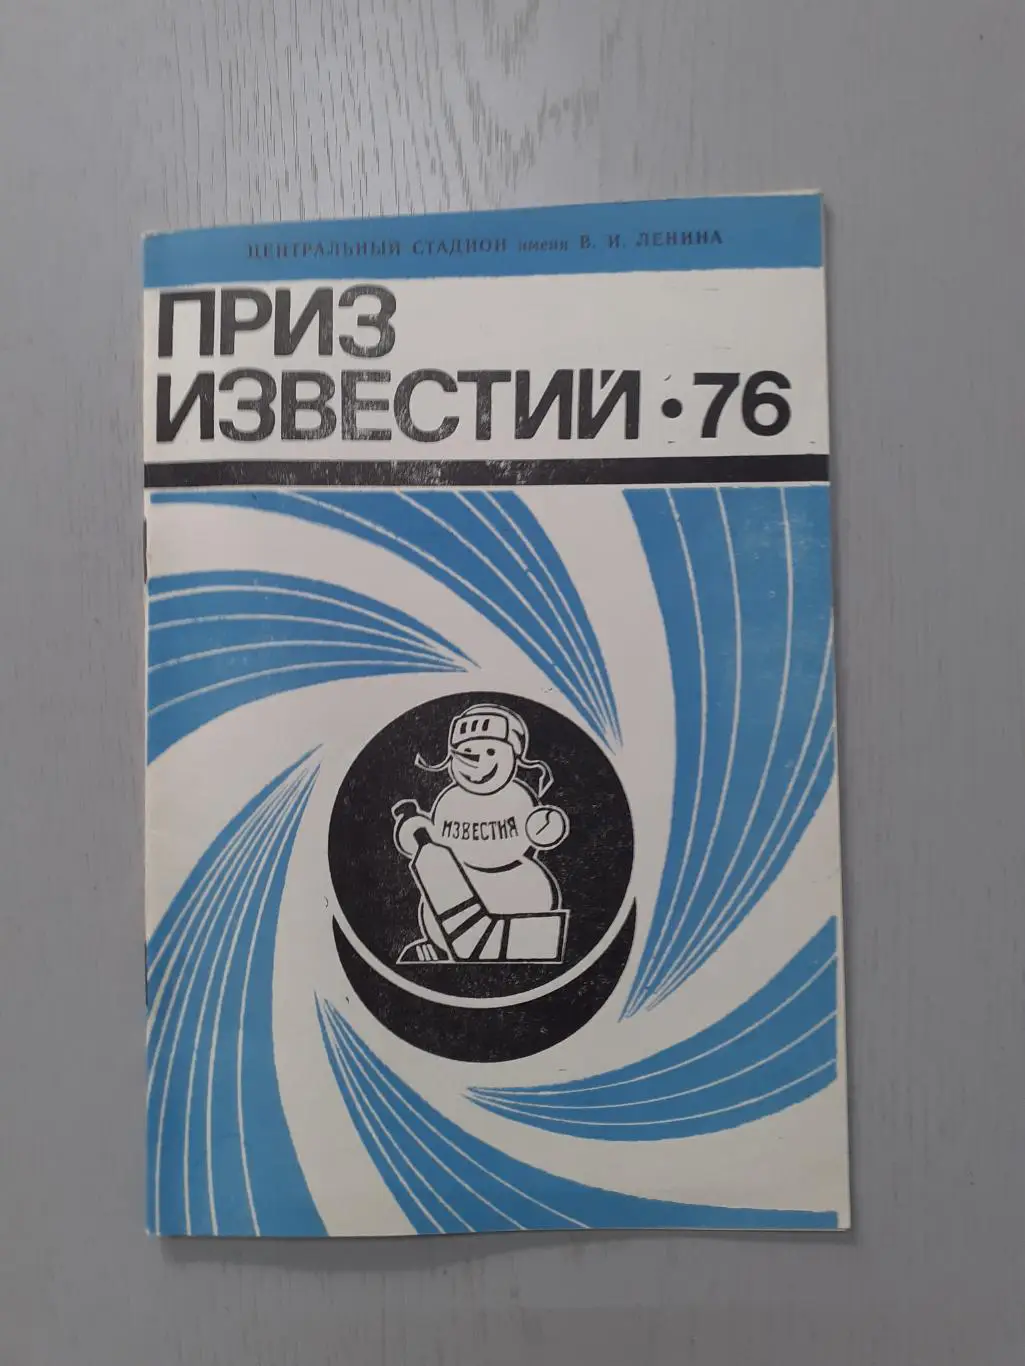 ЦЕНТРАЛЬНЫЙ СТАДИОН имени В. И. ЛЕНИНА
ПРИЗ
ИЗВЕСТИЙ • 76
ИЗВЕСТИЯ